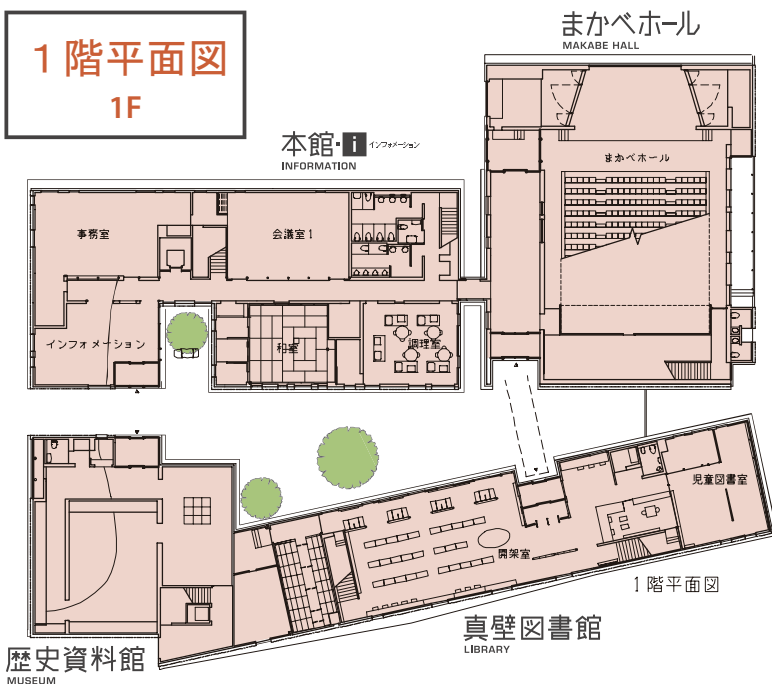 1階平面図
1F
まかべホール
MAKABE HALL
本館・i インフォメーション
INFORMATION
まかべホール
事務室
会議室1
インフォメーション
和室
調理室
児童図書室
開架室
1階平面図
真壁図書館
LIBRARY
歴史資料館
MUSEUM